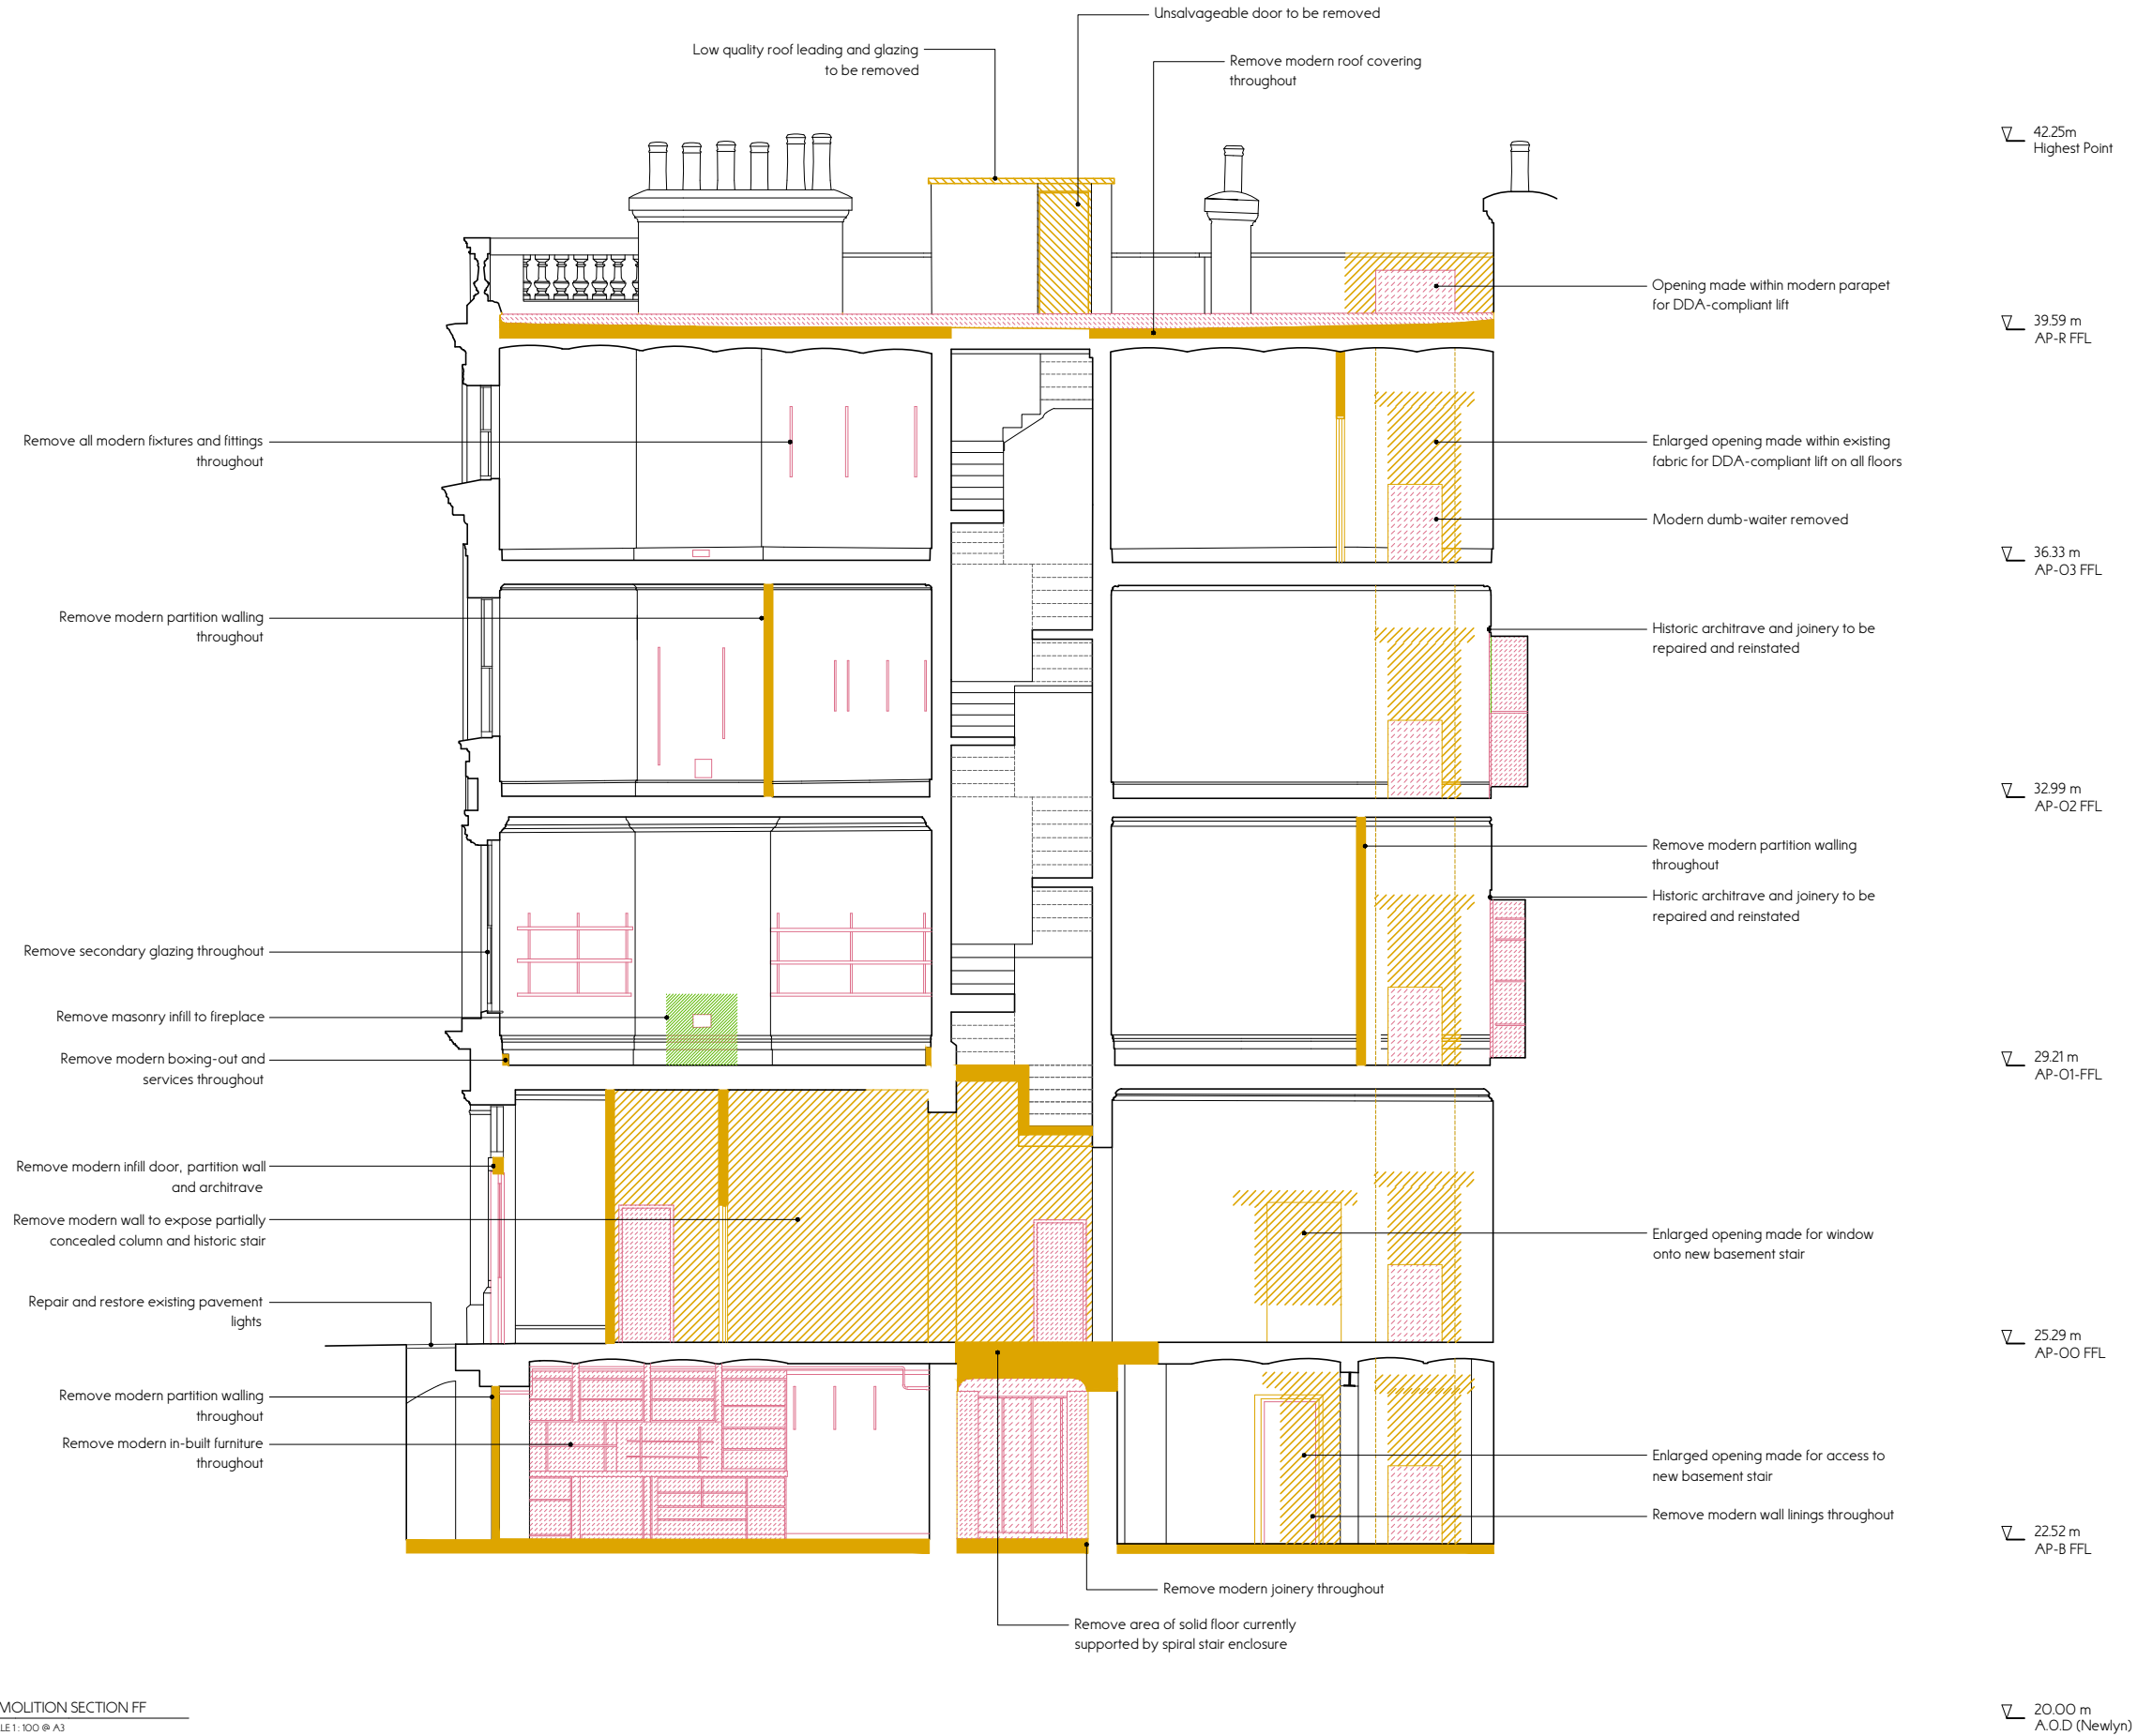 Unsalvageable door to be removed
Low quality roof leading and glazing
to be removed
Remove modern roof covering
throughout
42.25m
Highest Point
Opening made within modern parapet
for DDA-compliant lift
39.59 m
AP-R FFL
Remove all modern fixtures and fittings
throughout
Enlarged opening made within existing
fabric for DDA-compliant lift on all floors
Modern dumb-waiter removed
36.33 m
AP-03 FFL
Remove modern partition walling
throughout
Historic architrave and joinery to be
repaired and reinstated
32.99 m
AP-02 FFL
Remove modern partition walling
throughout
Historic architrave and joinery to be
repaired and reinstated
Remove secondary glazing throughout
Remove masonry infill to fireplace
Remove modern boxing-out and
services throughout
29.21 m
AP-01-FFL
Remove modern infill door, partition wall
and architrave
Remove modern wall to expose partially
concealed column and historic stair
Enlarged opening made for window
onto new basement stair
Repair and restore existing pavement
lights
25.29 m
AP-00 FFL
Remove modern partition walling
throughout
Remove modern in-built furniture
throughout
Enlarged opening made for access to
new basement stair
Remove modern wall linings throughout
22.52 m
AP-B FFL
Remove modern joinery throughout
Remove area of solid floor currently
supported by spiral stair enclosure
MOLITION SECTION FF
LE 1 : 100 @ A3
20.00 m
A.O.D (Newlyn)